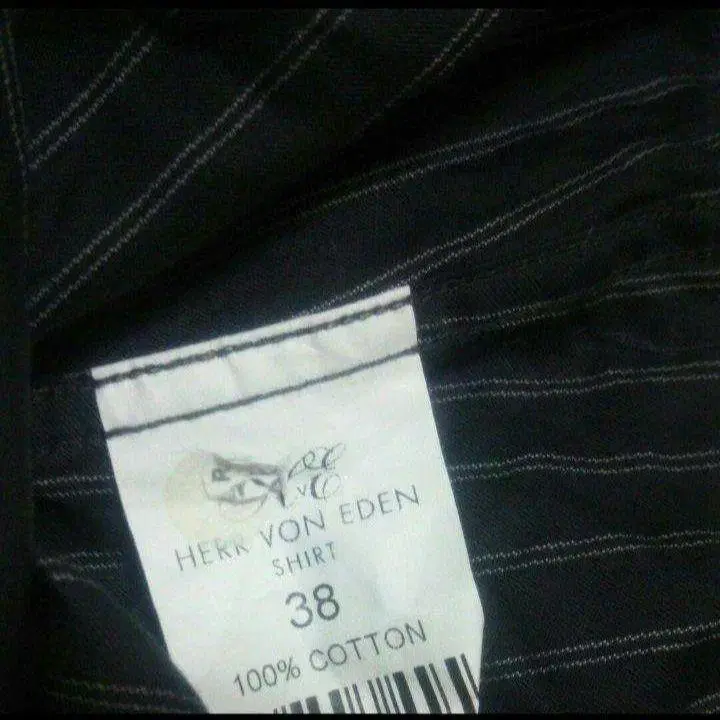 HERR VON EDEN
SHIRT
38
100% COTTON